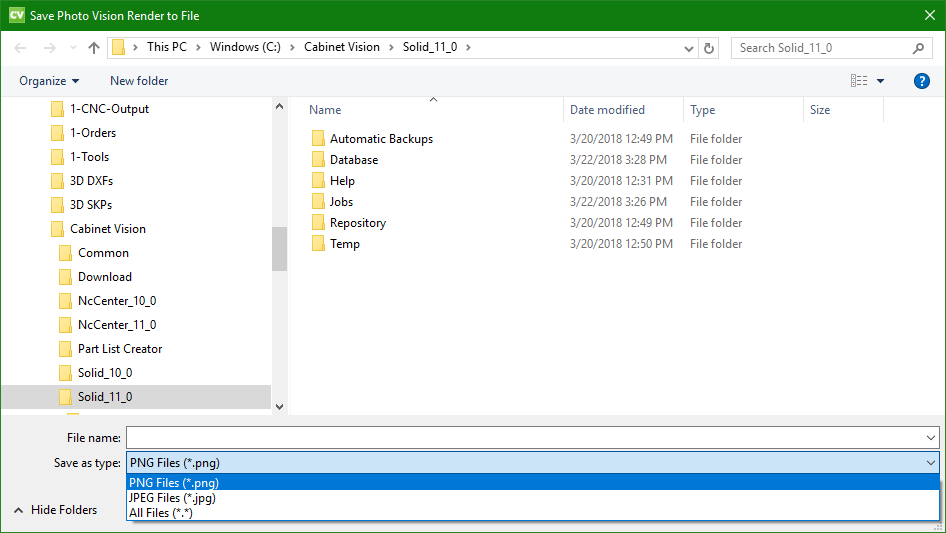 CV Save Photo Vision Render to File
This PC Windows (C:) Cabinet Vision Solid_11_0
Search Solid_11_0
Organize New folder ?
1-CNC-Output
1-Orders
1-Tools
3D DXFs
3D SKPs
Cabinet Vision
Common
Download
NcCenter_10_0
NcCenter_11_0
Part List Creator
Solid_10_0
Solid_11_0
Name Date modified Type Size
Automatic Backups 3/20/2018 12:49 PM File folder
Database 3/22/2018 3:28 PM File folder
Help 3/20/2018 12:31 PM File folder
Jobs 3/22/2018 3:26 PM File folder
Repository 3/20/2018 12:49 PM File folder
Temp 3/20/2018 12:50 PM File folder
File name:
Save as type: PNG Files (*.png)
PNG Files (*.png)
JPEG Files (*.jpg)
All Files (*.*)
Hide Folders